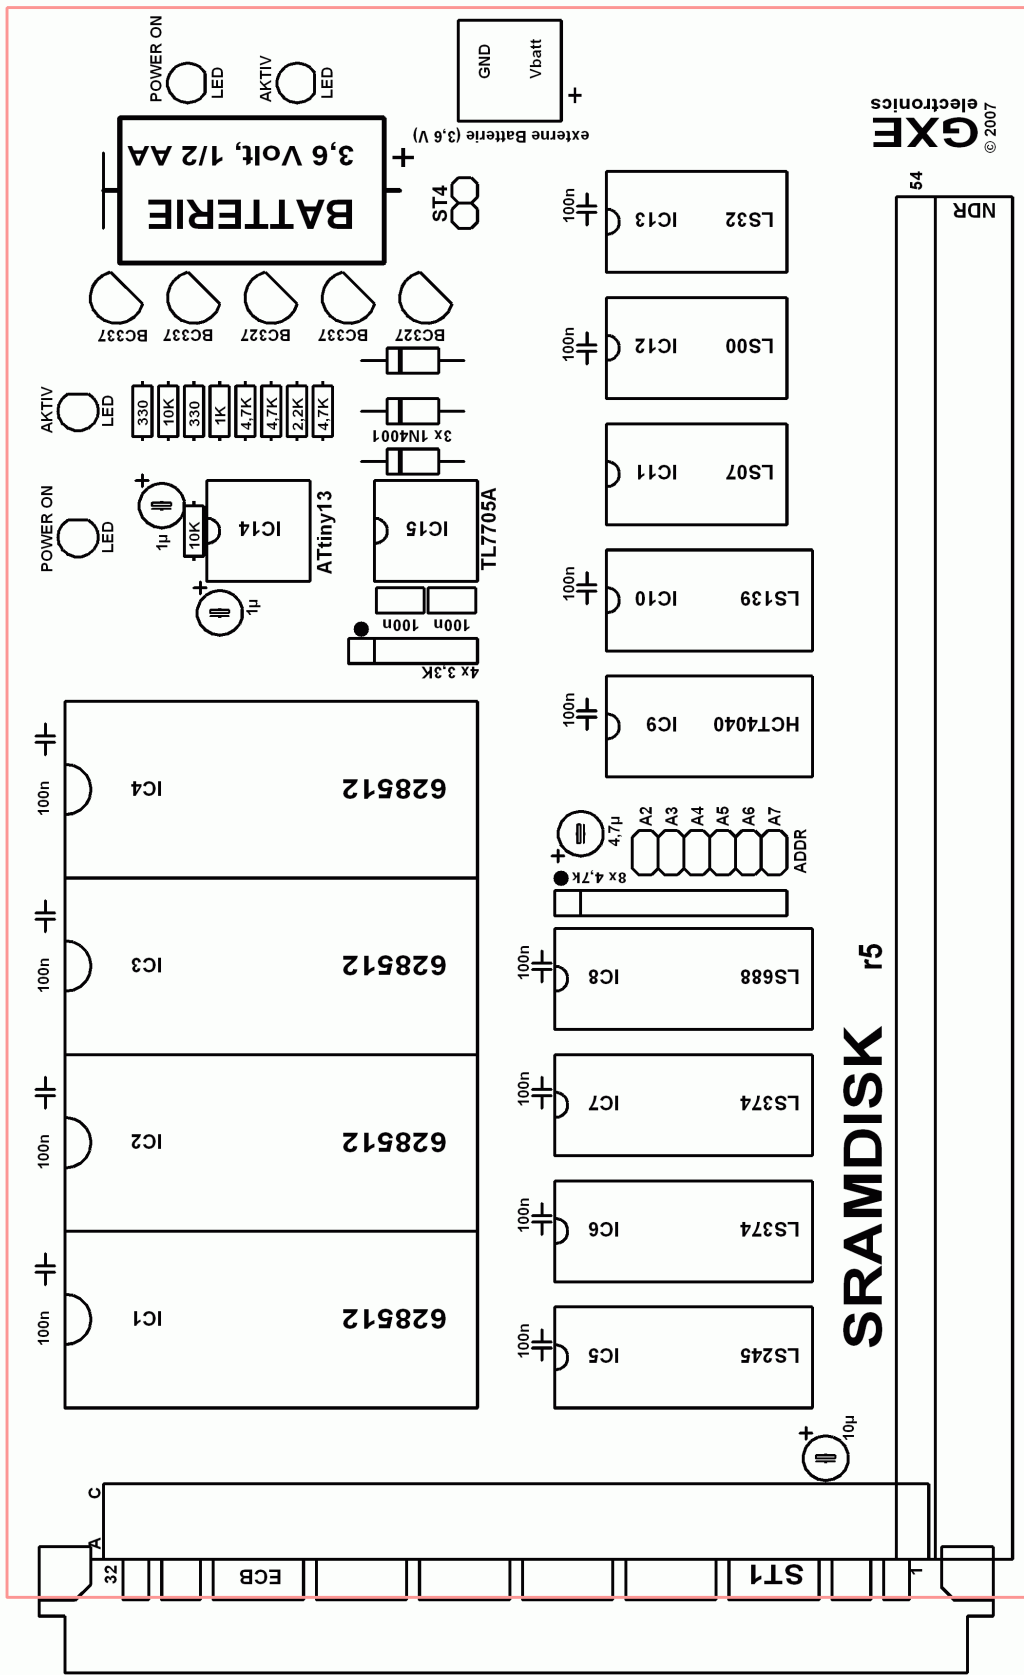 POWER ON
LED
AKTIV
LED
GND
Vbatt
+
externe Batterie (3,6 V)
GXE
electronics
© 2007
BATTERIE
3,6 Volt, 1/2 AA
+
ST4
54
NDR
100n
IC13
LS32
BC337
BC337
BC327
BC337
BC327
100n
IC12
LS00
AKTIV
LED
330
10K
330
1K
4,7K
4,7K
2,2K
4,7K
3x 1N4001
100n
IC11
LS07
POWER ON
LED
+
1µ
10K
IC14
ATtiny13
IC15
TL7705A
+
1µ
100n
100n
4x 3,3K
100n
IC10
LS139
100n
IC9
HCT4040
100n
IC4
628512
+
4,7µ
8x 4,7k
A2
A3
A4
A5
A6
A7
ADDR
100n
IC3
628512
100n
IC8
LS688
100n
IC2
628512
100n
IC7
LS374
100n
IC6
LS374
100n
IC1
628512
100n
IC5
LS245
SRAMDISK r5
+
10µ
C
A
32
ECB
ST1
1